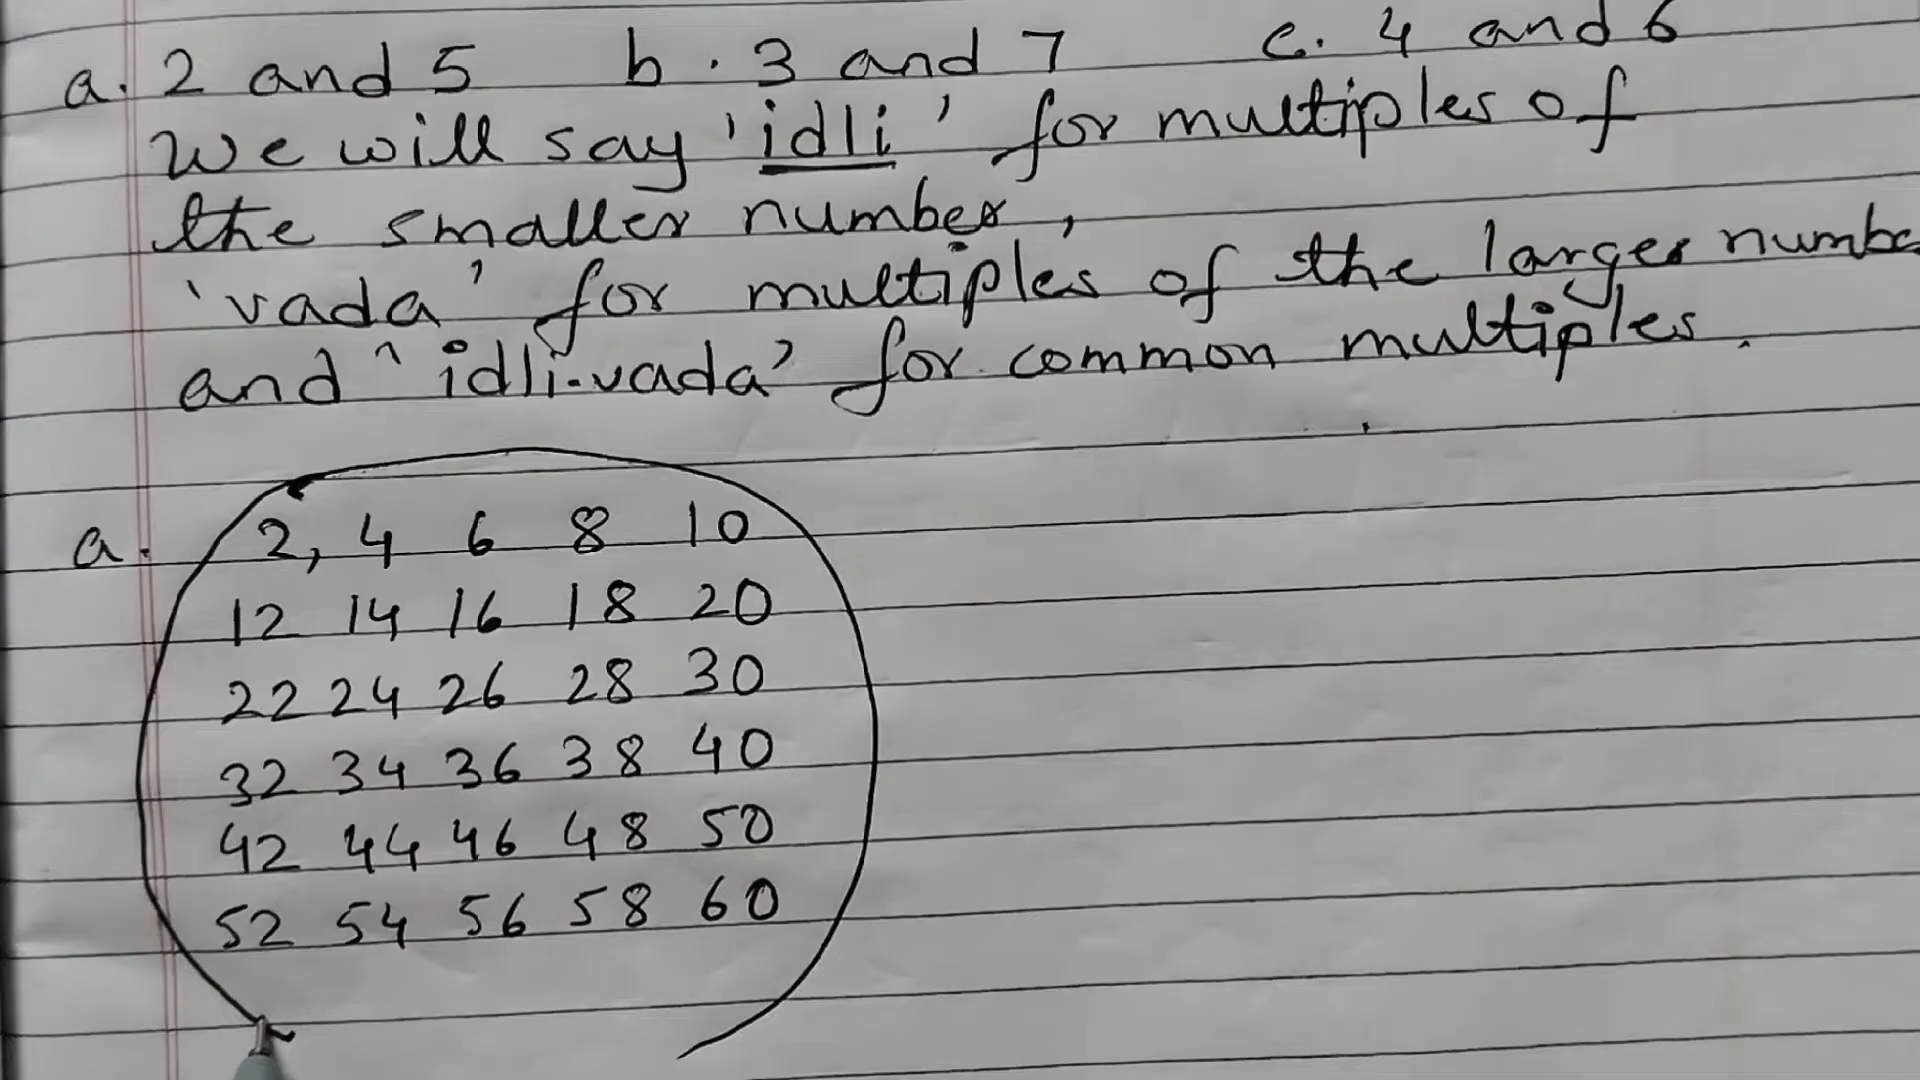 a. 2 and 5 b. 3 and 7 c. 4 and 6
We will say 'idli' for multiples of
the smaller number,
'vada' for multiples of the larger numbe
and 'idli-vada' for common multiples.
a. 2, 4 6 8 10
12 14 16 18 20
22 24 26 28 30
32 34 36 38 40
42 44 46 48 50
52 54 56 58 60